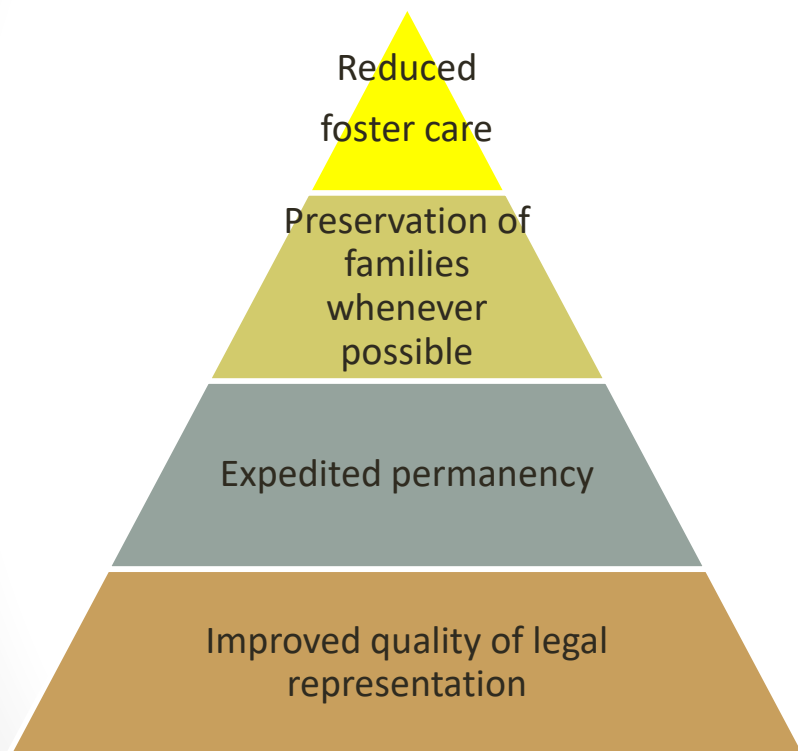 Reduced
foster care
Preservation of
families
whenever
possible
Expedited permanency
Improved quality of legal
representation